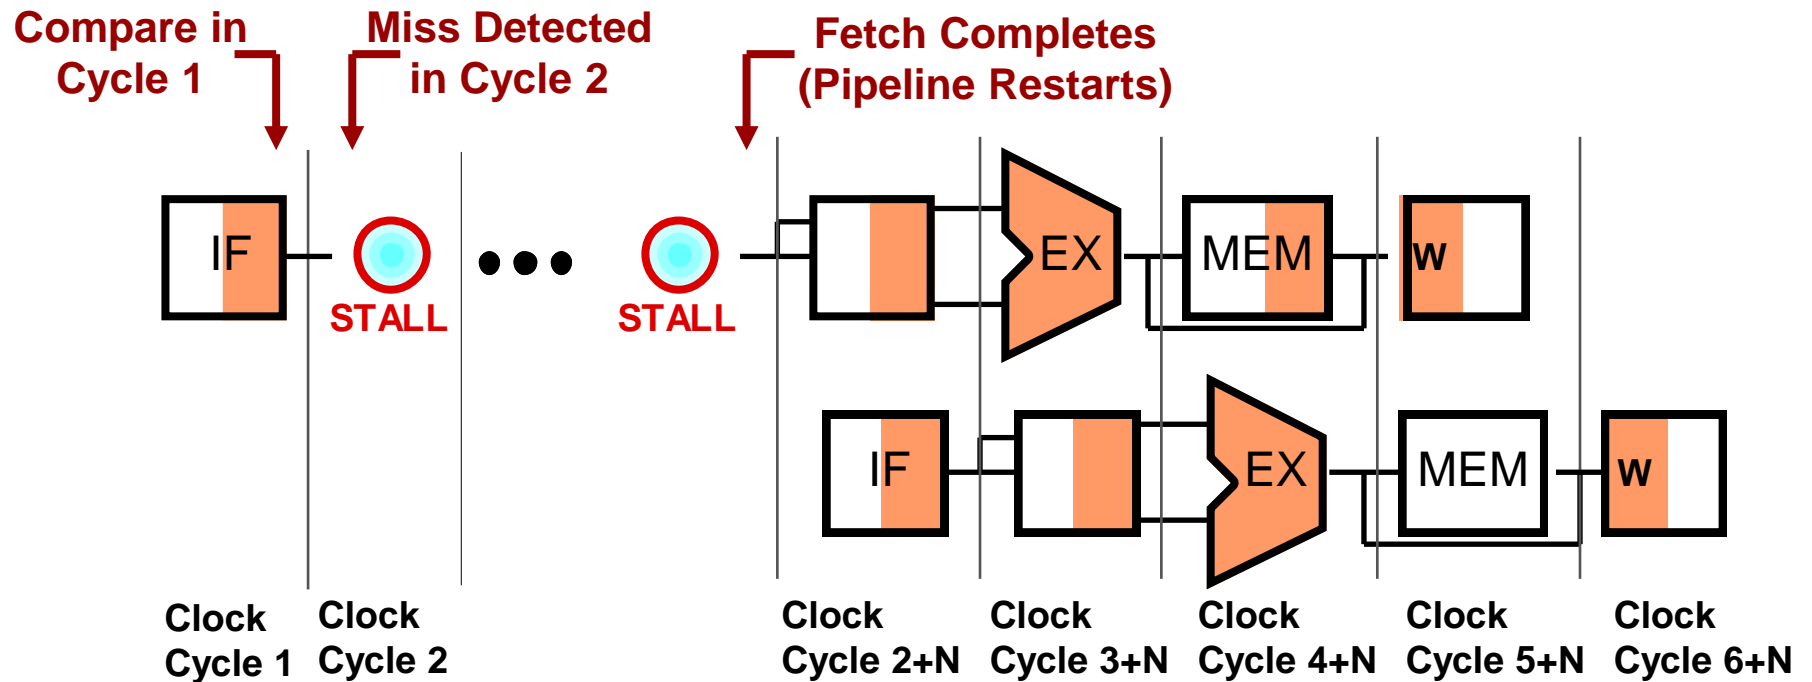 Compare in
Cycle 1
Miss Detected
in Cycle 2
Fetch Completes
(Pipeline Restarts)
IF
STALL
STALL
EX
MEM
W
IF
EX
MEM
W
Clock
Cycle 1
Clock
Cycle 2
Clock
Cycle 2+N
Clock
Cycle 3+N
Clock
Cycle 4+N
Clock
Cycle 5+N
Clock
Cycle 6+N